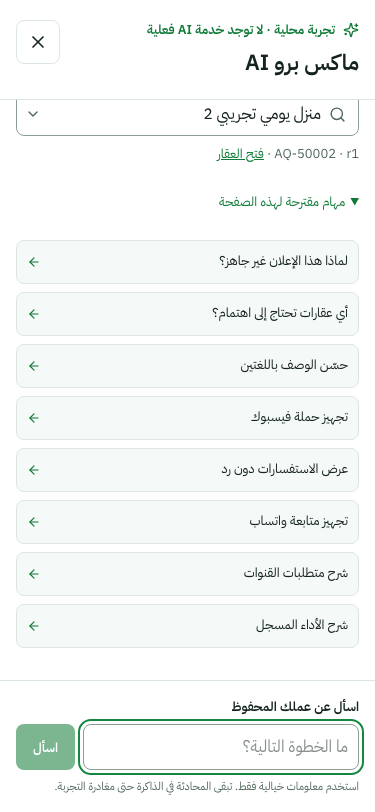 تجربة محلية · لا توجد خدمة AI فعلية
ماكس برو AI
منزل يومي تجريبي 2
AQ-50002 · r1 · فتح العقار
▼ مهام مقترحة لهذه الصفحة
لماذا هذا الإعلان غير جاهز؟
أي عقارات تحتاج إلى اهتمام؟
حسّن الوصف باللغتين
تجهيز حملة فيسبوك
عرض الاستفسارات دون رد
تجهيز متابعة واتساب
شرح متطلبات القنوات
شرح الأداء المسجل
اسأل عن عملك المحفوظ
ما الخطوة التالية؟
اسأل
استخدم معلومات خيالية فقط. تبقى المحادثة في الذاكرة حتى مغادرة التجربة.